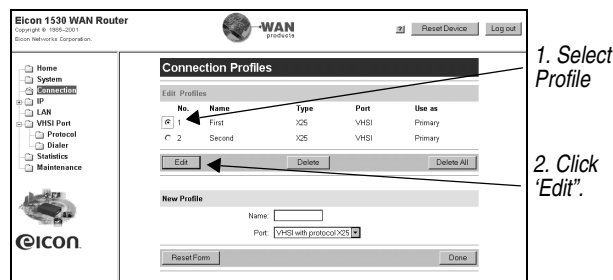 Eicon 1530 WAN Router
Copyright © 1985-2001
Eicon Networks Corporation.
WAN
products
?
Reset Device
Log out
Home
System
Connection
IP
LAN
VHSI Port
Protocol
Dialer
Statistics
Maintenance
eicon
Connection Profiles
Edit Profiles
No. Name Type Port Use as
1 First X25 VHSI Primary
2 Second X25 VHSI Primary
Edit Delete Delete All
New Profile
Name:
Port: VHSI with protocol X25
Reset Form Done
1. Select
Profile
2. Click
'Edit".